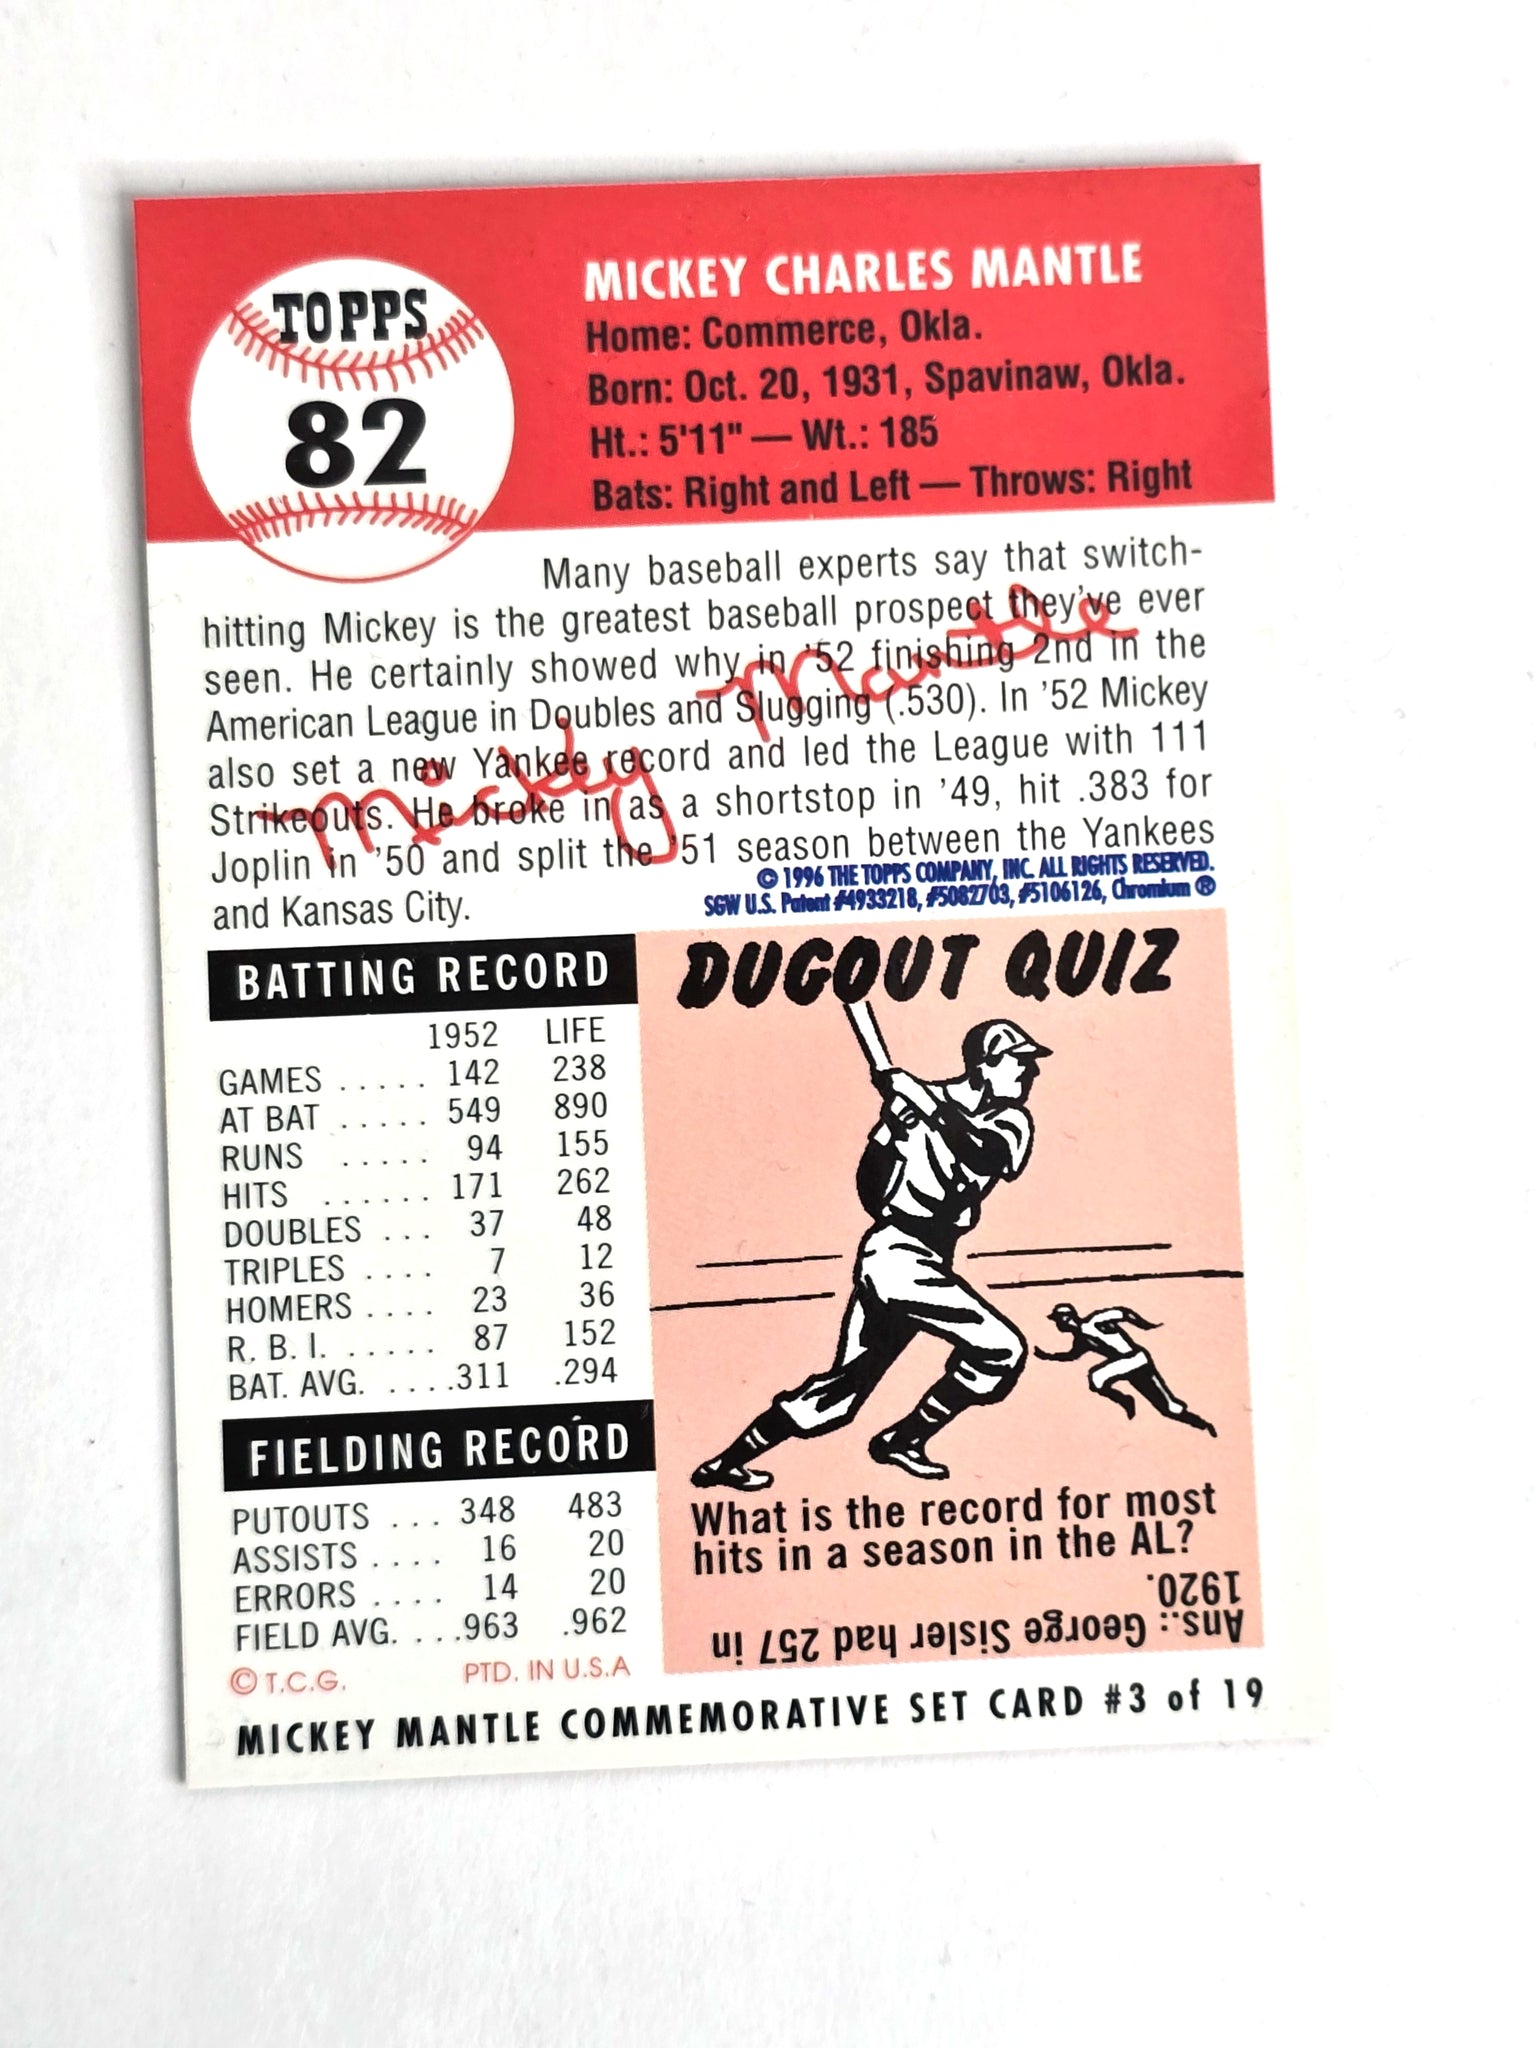 TOPPS
82
MICKEY CHARLES MANTLE
Home: Commerce, Okla.
Born: Oct. 20, 1931, Spavinaw, Okla.
Ht.: 5'11" — Wt.: 185
Bats: Right and Left — Throws: Right
Many baseball experts say that switch-
hitting Mickey is the greatest baseball prospect they've ever
seen. He certainly showed why in '52 finishing 2nd in the
American League in Doubles and Slugging (.530). In '52 Mickey
also set a new Yankee record and led the League with 111
Strikeouts. He broke in as a shortstop in '49, hit .383 for
Joplin in '50 and split the '51 season between the Yankees
and Kansas City.
Mickey Mantle
© 1996 THE TOPPS COMPANY, INC. ALL RIGHTS RESERVED.
SGW U.S. Patent #4933218, #5082703, #5106126, Chromium ®
BATTING RECORD
1952 LIFE
GAMES ..... 142 238
AT BAT ..... 549 890
RUNS ..... 94 155
HITS ...... 171 262
DOUBLES ... 37 48
TRIPLES .... 7 12
HOMERS .... 23 36
R. B. I. ..... 87 152
BAT. AVG. ....311 .294
FIELDING RECORD
PUTOUTS ... 348 483
ASSISTS .... 16 20
ERRORS .... 14 20
FIELD AVG. ....963 .962
© T.C.G. PTD. IN U.S.A
DUGOUT QUIZ
What is the record for most
hits in a season in the AL?
Ans.: George Sisler had 257 in
1920.
MICKEY MANTLE COMMEMORATIVE SET CARD #3 of 19